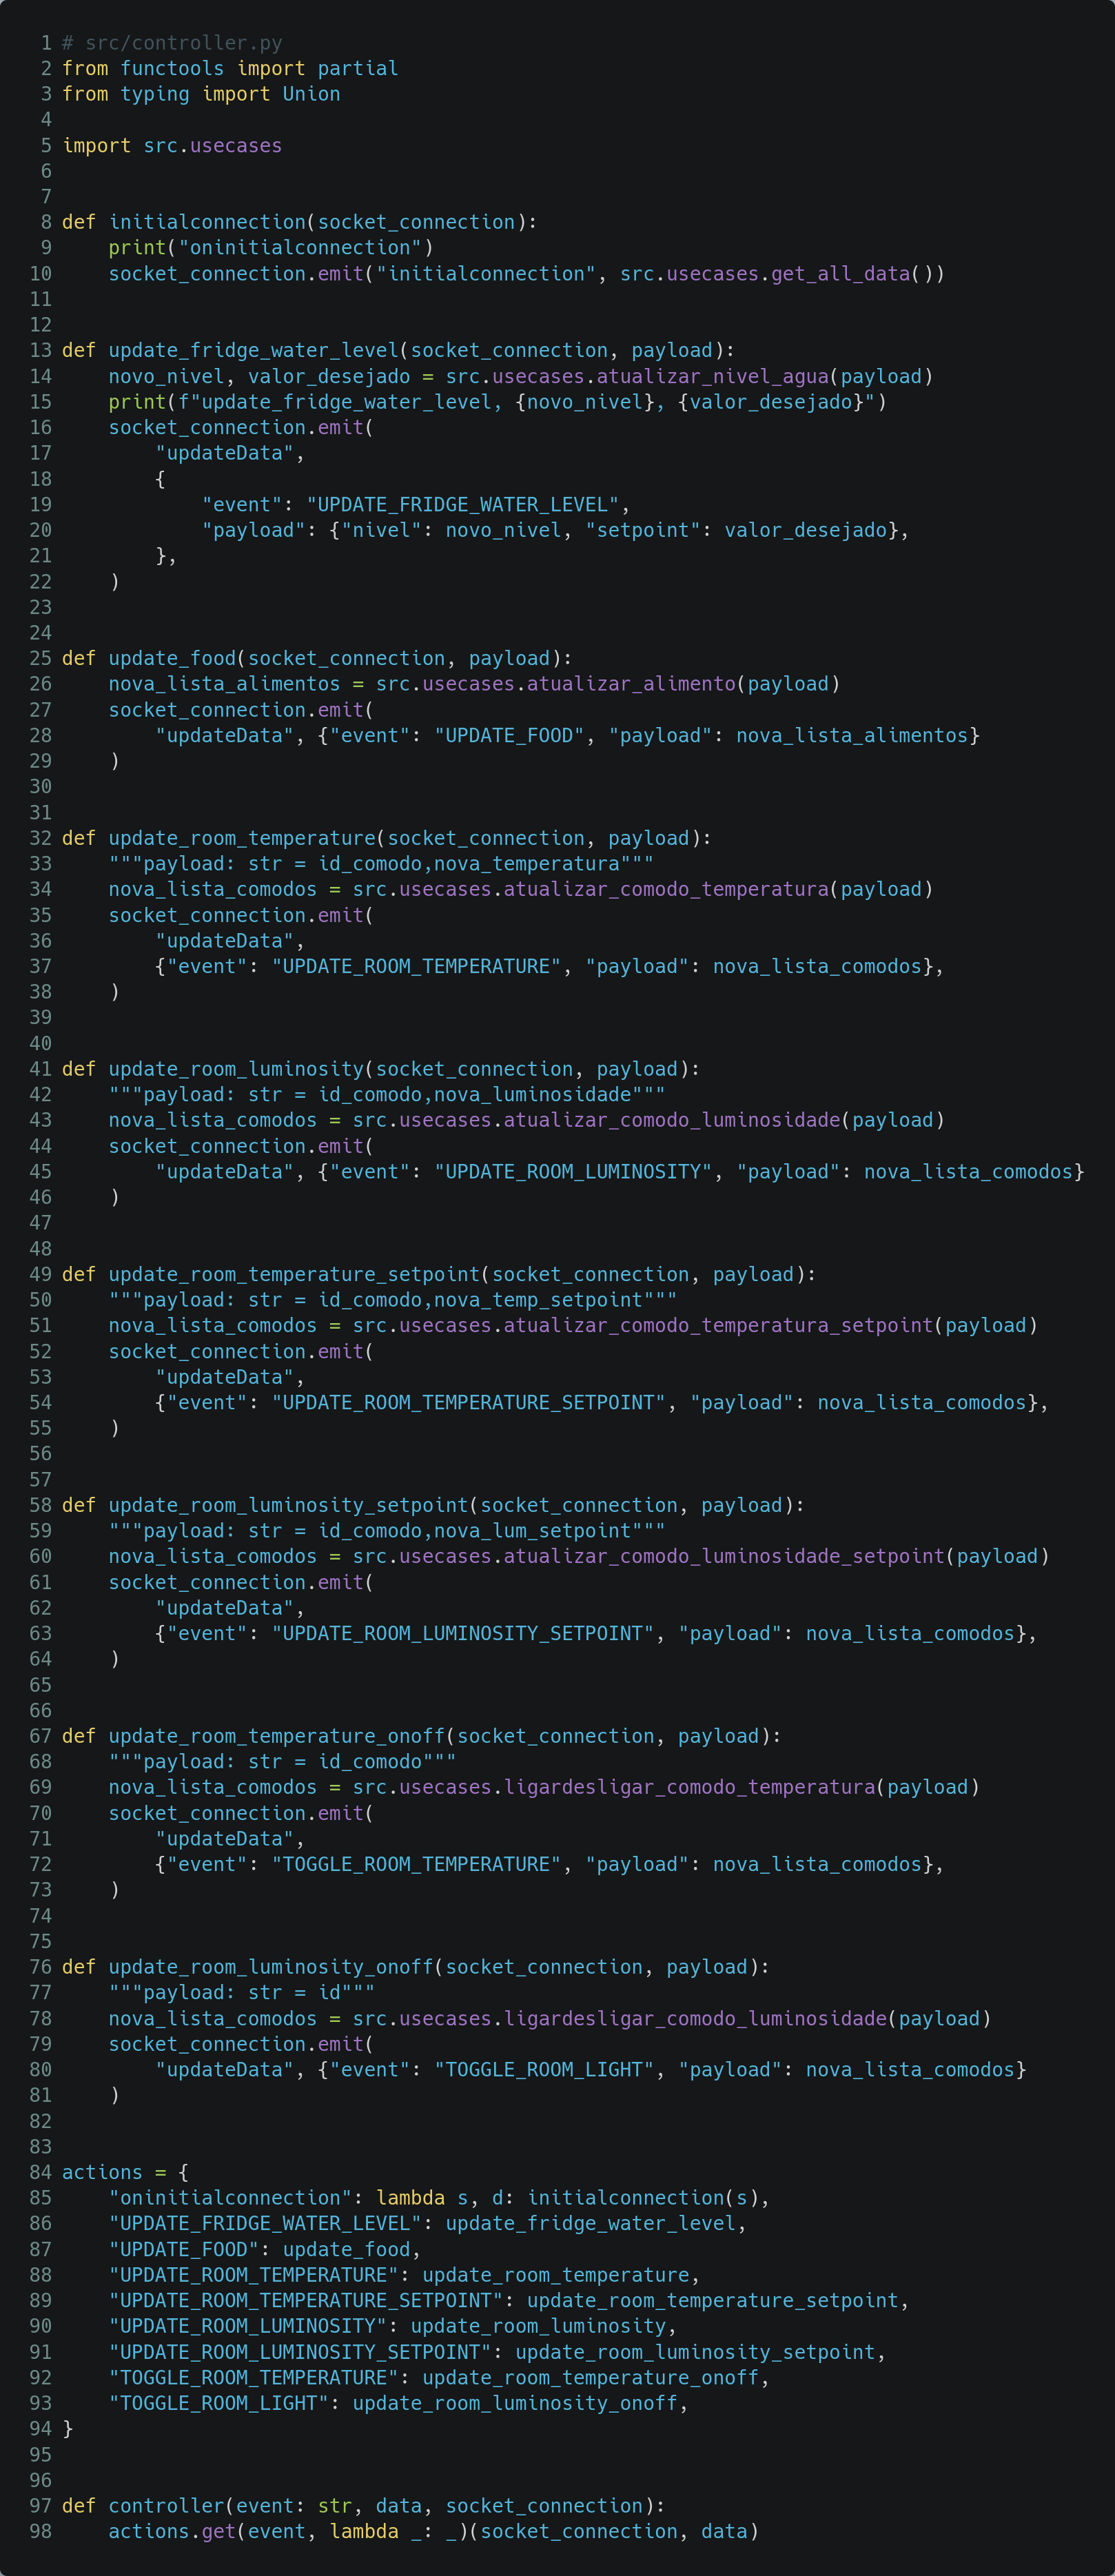 1 # src/controller.py
2 from functools import partial
3 from typing import Union
4
5 import src.usecases
6
7
8 def initialconnection(socket_connection):
9     print("oninitialconnection")
10     socket_connection.emit("initialconnection", src.usecases.get_all_data())
11
12
13 def update_fridge_water_level(socket_connection, payload):
14     novo_nivel, valor_desejado = src.usecases.atualizar_nivel_agua(payload)
15     print(f"update_fridge_water_level, {novo_nivel}, {valor_desejado}")
16     socket_connection.emit(
17         "updateData",
18         {
19             "event": "UPDATE_FRIDGE_WATER_LEVEL",
20             "payload": {"nivel": novo_nivel, "setpoint": valor_desejado},
21         },
22     )
23
24
25 def update_food(socket_connection, payload):
26     nova_lista_alimentos = src.usecases.atualizar_alimento(payload)
27     socket_connection.emit(
28         "updateData", {"event": "UPDATE_FOOD", "payload": nova_lista_alimentos}
29     )
30
31
32 def update_room_temperature(socket_connection, payload):
33     """payload: str = id_comodo,nova_temperatura"""
34     nova_lista_comodos = src.usecases.atualizar_comodo_temperatura(payload)
35     socket_connection.emit(
36         "updateData",
37         {"event": "UPDATE_ROOM_TEMPERATURE", "payload": nova_lista_comodos},
38     )
39
40
41 def update_room_luminosity(socket_connection, payload):
42     """payload: str = id_comodo,nova_luminosidade"""
43     nova_lista_comodos = src.usecases.atualizar_comodo_luminosidade(payload)
44     socket_connection.emit(
45         "updateData", {"event": "UPDATE_ROOM_LUMINOSITY", "payload": nova_lista_comodos}
46     )
47
48
49 def update_room_temperature_setpoint(socket_connection, payload):
50     """payload: str = id_comodo,nova_temp_setpoint"""
51     nova_lista_comodos = src.usecases.atualizar_comodo_temperatura_setpoint(payload)
52     socket_connection.emit(
53         "updateData",
54         {"event": "UPDATE_ROOM_TEMPERATURE_SETPOINT", "payload": nova_lista_comodos},
55     )
56
57
58 def update_room_luminosity_setpoint(socket_connection, payload):
59     """payload: str = id_comodo,nova_lum_setpoint"""
60     nova_lista_comodos = src.usecases.atualizar_comodo_luminosidade_setpoint(payload)
61     socket_connection.emit(
62         "updateData",
63         {"event": "UPDATE_ROOM_LUMINOSITY_SETPOINT", "payload": nova_lista_comodos},
64     )
65
66
67 def update_room_temperature_onoff(socket_connection, payload):
68     """payload: str = id_comodo"""
69     nova_lista_comodos = src.usecases.ligardesligar_comodo_temperatura(payload)
70     socket_connection.emit(
71         "updateData",
72         {"event": "TOGGLE_ROOM_TEMPERATURE", "payload": nova_lista_comodos},
73     )
74
75
76 def update_room_luminosity_onoff(socket_connection, payload):
77     """payload: str = id"""
78     nova_lista_comodos = src.usecases.ligardesligar_comodo_luminosidade(payload)
79     socket_connection.emit(
80         "updateData", {"event": "TOGGLE_ROOM_LIGHT", "payload": nova_lista_comodos}
81     )
82
83
84 actions = {
85     "oninitialconnection": lambda s, d: initialconnection(s),
86     "UPDATE_FRIDGE_WATER_LEVEL": update_fridge_water_level,
87     "UPDATE_FOOD": update_food,
88     "UPDATE_ROOM_TEMPERATURE": update_room_temperature,
89     "UPDATE_ROOM_TEMPERATURE_SETPOINT": update_room_temperature_setpoint,
90     "UPDATE_ROOM_LUMINOSITY": update_room_luminosity,
91     "UPDATE_ROOM_LUMINOSITY_SETPOINT": update_room_luminosity_setpoint,
92     "TOGGLE_ROOM_TEMPERATURE": update_room_temperature_onoff,
93     "TOGGLE_ROOM_LIGHT": update_room_luminosity_onoff,
94 }
95
96
97 def controller(event: str, data, socket_connection):
98     actions.get(event, lambda _: _)(socket_connection, data)